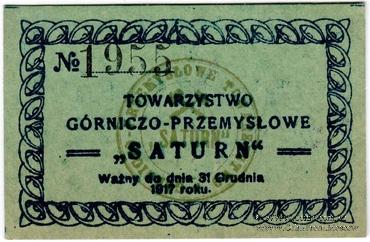 № 1955
TOWARZYSTWO
GÓRNICZO-PRZEMYSŁOWE
„SATURN“
Ważny do dnia 31 Grudnia
1917 roku.